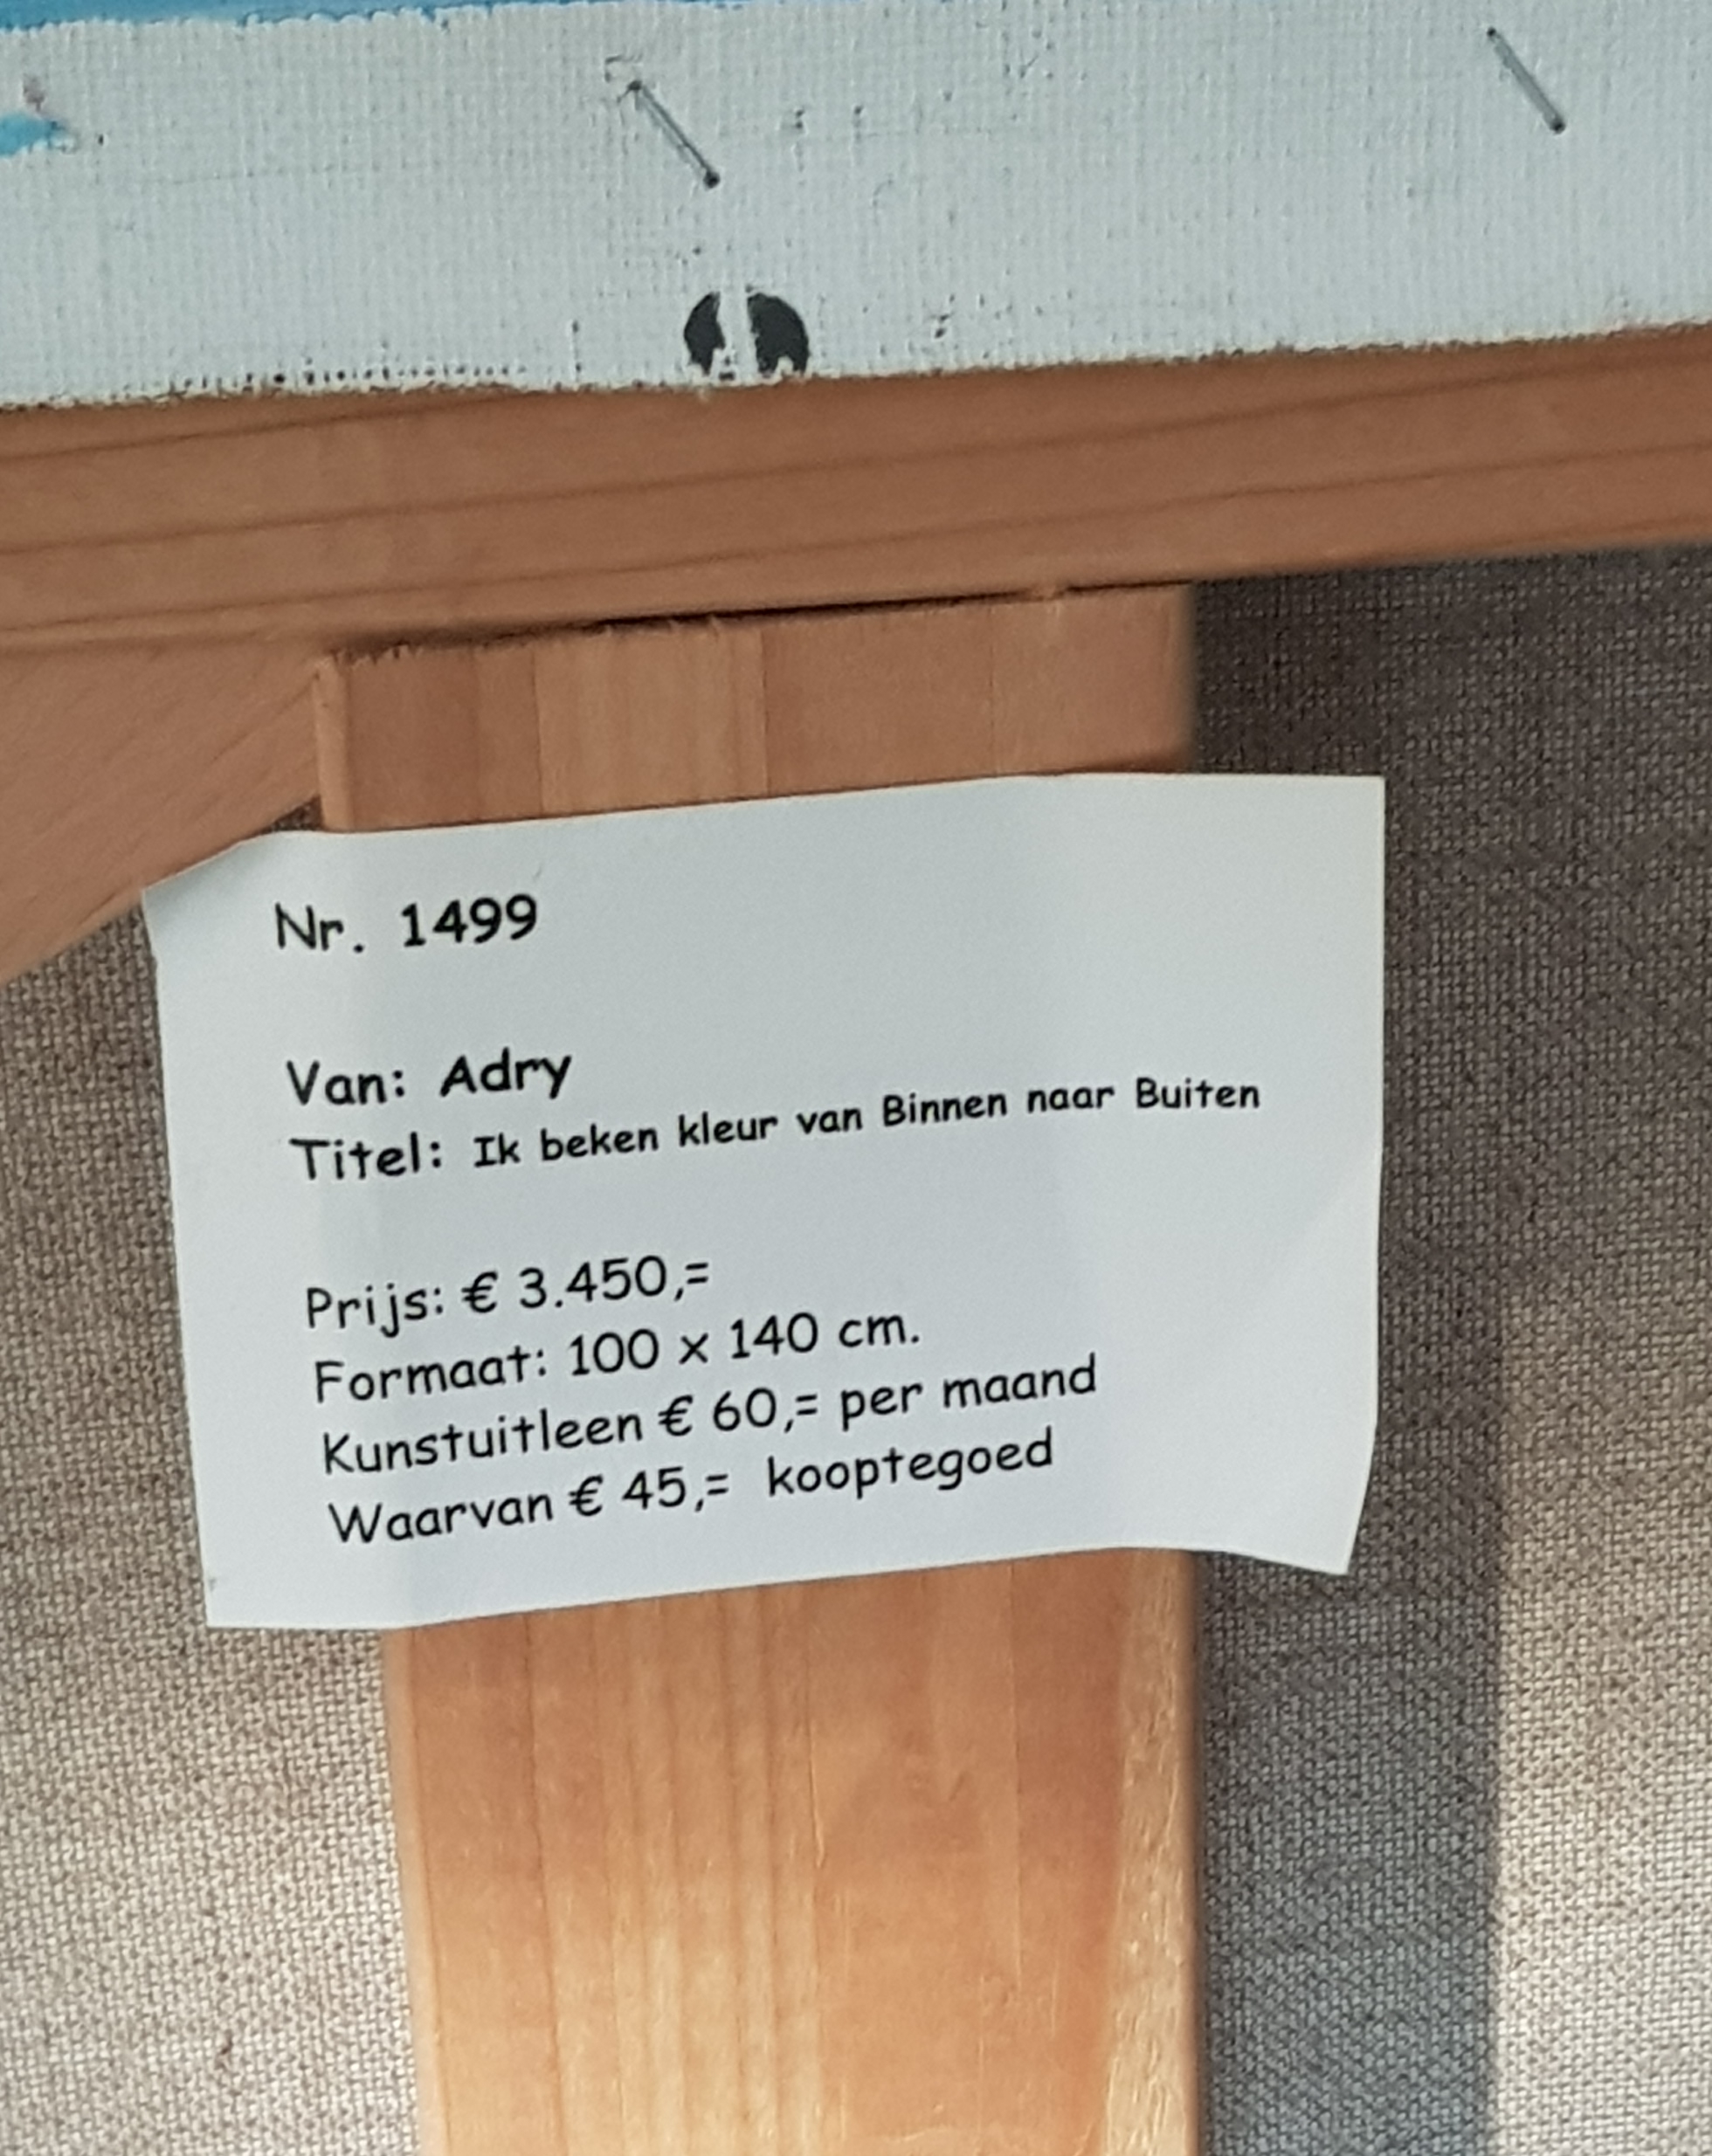 Nr. 1499
Van: Adry
Titel: Ik beken kleur van Binnen naar Buiten
Prijs: € 3.450,=
Formaat: 100 x 140 cm.
Kunstuitleen € 60,= per maand
Waarvan € 45,= kooptegoed